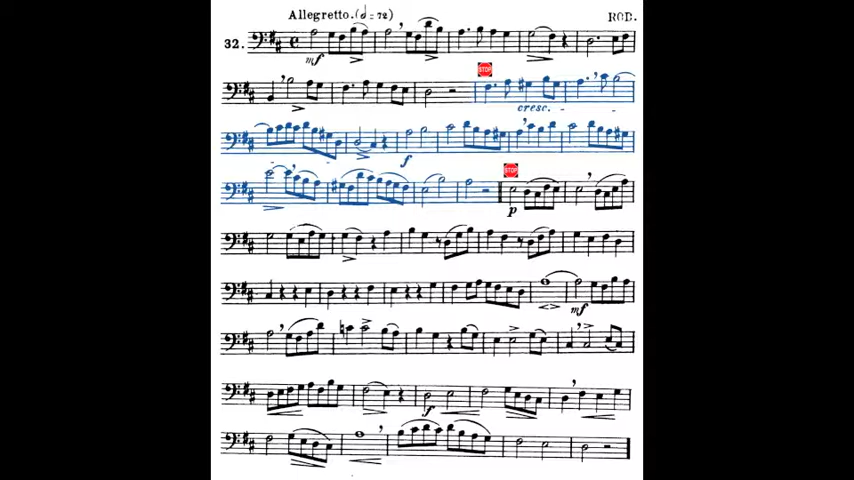 Allegretto. (𝅗𝅥 = 72) ROD.
32.
mf
STOP
cresc.
f
STOP
p
mf
f